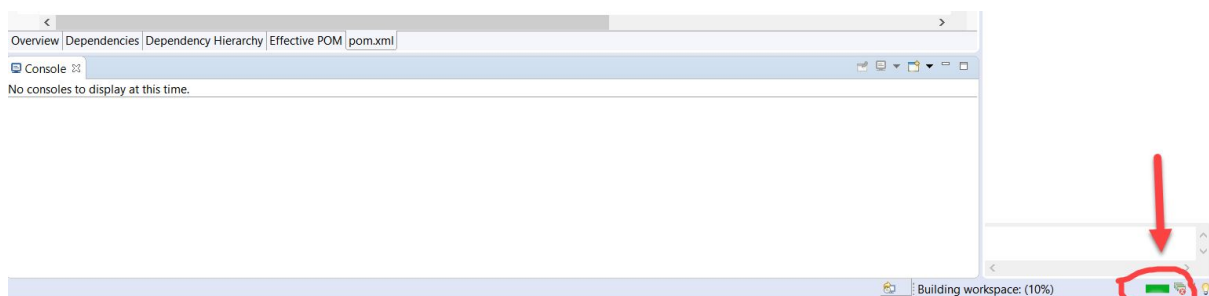 Overview Dependencies Dependency Hierarchy Effective POM pom.xml
Console
No consoles to display at this time.
Building workspace: (10%)